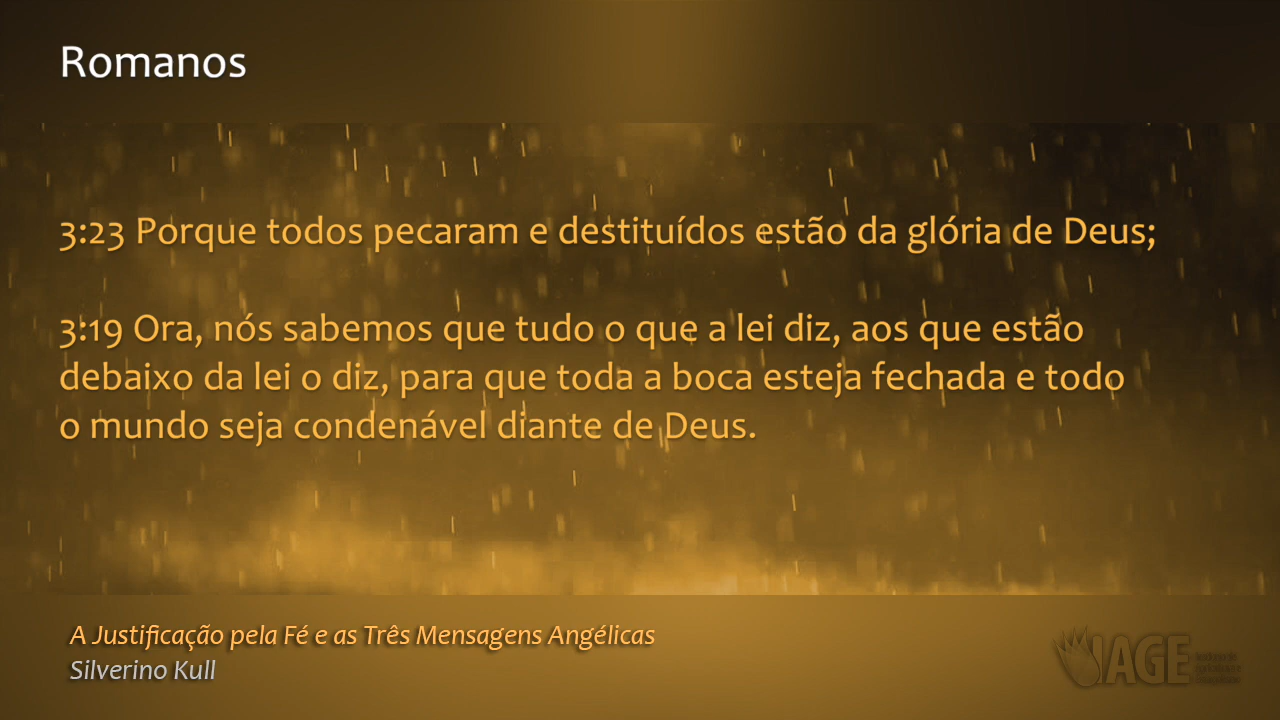 Romanos
3:23 Porque todos pecaram e destituídos estão da glória de Deus;
3:19 Ora, nós sabemos que tudo o que a lei diz, aos que estão
debaixo da lei o diz, para que toda a boca esteja fechada e todo
o mundo seja condenável diante de Deus.
A Justificação pela Fé e as Três Mensagens Angélicas
Silverino Kull
IAGE